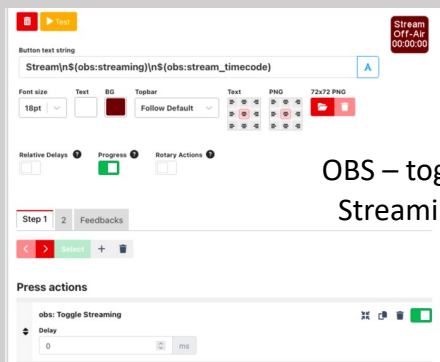 Test
Stream
Off-Air
00:00:00
Button text string
Stream\n$(obs:streaming)\n$(obs:stream_timecode)
Font size
Text
BG
Topbar
Text
PNG
72x72 PNG
18pt
Follow Default
Relative Delays
Progress
Rotary Actions
OBS – tog
Streami
Step 1
2
Feedbacks
Select
Press actions
obs: Toggle Streaming
Delay
0
ms